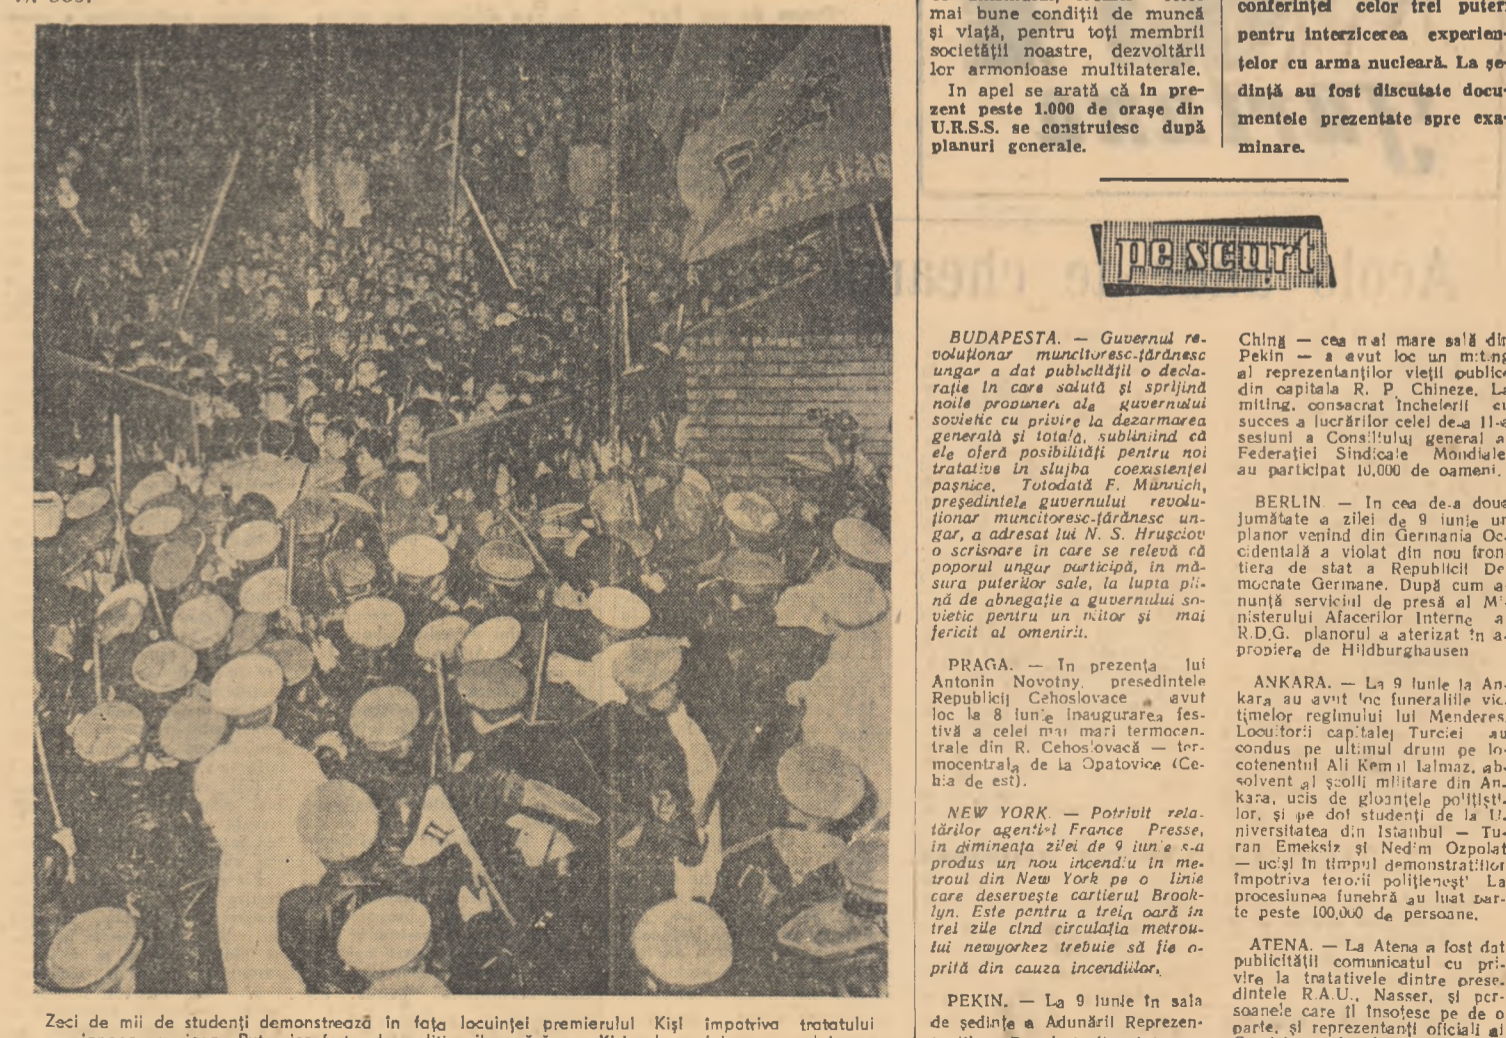 mai bune condiții de muncă
și viață, pentru toți membrii
societății noastre, dezvoltării
lor armonioase multilaterale.
In apel se arată că în pre-
zent peste 1.000 de orașe din
U.R.S.S. se construiesc după
planuri generale.
conferinței celor trei puteri
pentru interzicerea experien-
țelor cu arma nucleară. La șe-
dință au fost discutate docu-
mentele prezentate spre exa-
minare.
pe scurt
BUDAPESTA. — Guvernul re-
voluționar muncitoresc-țărănesc
ungar a dat publicității o decla-
rație în care salută și sprijină
noile propuneri ale guvernului
sovietic cu privire la dezarmarea
generală și totală, subliniind că
ele oferă posibilități pentru noi
tratative în slujba coexistenței
pașnice. Totodată F. Munnich,
președintele guvernului revolu-
ționar muncitoresc-țărănesc un-
gar, a adresat lui N. S. Hrușciov
o scrisoare în care se relevă că
poporul ungar participă, în mă-
sura puterilor sale, la lupta pli-
nă de abnegație a guvernului so-
vietic pentru un viitor și mai
fericit al omenirii.
PRAGA. — In prezența lui
Antonin Novotny, presedintele
Republicii Cehoslovace a avut
loc la 8 iunie inaugurarea fes-
tivă a celei mai mari termocen-
trale din R. Cehoslovacă — ter-
mocentrala de la Opatovice (Ce-
hia de est).
NEW YORK. — Potrivit rela-
tărilor agenției France Presse,
în dimineața zilei de 9 iunie s-a
produs un nou incendiu în me-
troul din New York pe o linie
care deservește cartierul Brook-
lyn. Este pentru a treia oară în
trei zile cînd circulația metrou-
lui newyorkez trebuie să fie o-
prită din cauza incendiilor.
PEKIN. — La 9 iunie în sala
de ședințe a Adunării Reprezen-
Ching — cea mai mare sală din
Pekin — a avut loc un miting
al reprezentanților vieții publice
din capitala R. P. Chineze. La
miting, consacrat încheierii cu
succes a lucrărilor celei de-a 11-a
sesiuni a Consiliului general al
Federației Sindicale Mondiale
au participat 10.000 de oameni.
BERLIN. — In cea de-a doua
jumătate a zilei de 9 iunie un
planor venind din Germania Oc-
cidentală a violat din nou fron-
tiera de stat a Republicii De-
mocrate Germane. După cum a-
nunță serviciul de presă al Mi-
nisterului Afacerilor Interne al
R.D.G. planorul a aterizat în a-
propiere de Hildburghausen
ANKARA. — La 9 iunie la An-
kara au avut loc funeraliile vic-
timelor regimului lui Menderes.
Locuitorii capitalei Turciei au
condus pe ultimul drum pe lo-
cotenentul Ali Kemal Ialmaz, ab-
solvent al școlii militare din An-
kara, ucis de gloanțele polițiști-
lor, și pe doi studenți de la U-
niversitatea din Istanbul — Tu-
ran Emeksiz și Nedim Ozpolat
— uciși în timpul demonstrațiilor
împotriva terorii polițienești. La
procesiunea funebră au luat par-
te peste 100.000 de persoane.
ATENA. — La Atena a fost dat
publicității comunicatul cu pri-
vire la tratativele dintre prese-
dintele R.A.U., Nasser, și per-
soanele care îl însoțesc pe de o
parte, și reprezentanți oficiali ai
Zeci de mii de studenți demonstrează în fața locuinței premierului Kiși împotriva tratatului